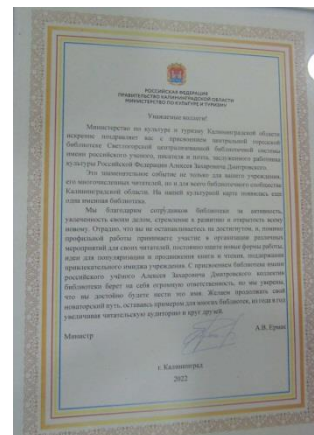 РОССИЙСКАЯ ФЕДЕРАЦИЯ
ПРАВИТЕЛЬСТВО КАЛИНИНГРАДСКОЙ ОБЛАСТИ
МИНИСТЕРСТВО ПО КУЛЬТУРЕ И ТУРИЗМУ
Уважаемые коллеги!
Министерство по культуре и туризму Калининградской области
искренне поздравляет вас с присвоением центральной городской
библиотеке Светлогорской централизованной библиотечной системы
имени российского ученого, писателя и поэта, заслуженного работника
культуры Российской Федерации Алексея Захаровича Дмитровского.
Это знаменательное событие не только для вашего учреждения,
его многочисленных читателей, но и для всего библиотечного сообщества
Калининградской области. На нашей культурной карте появилась еще
одна именная библиотека.
Мы благодарим сотрудников библиотеки за активность,
увлеченность своим делом, стремление к развитию и открытость всему
новому. Отрадно, что вы не останавливаетесь на достигнутом и, помимо
профильной работы принимаете участие в организации различных
мероприятий для своих читателей, постоянно ищете новые формы работы,
идеи для популяризации и продвижения книги и чтения, поддержания
привлекательного имиджа учреждения. С присвоением библиотеке имени
российского учёного Алексея Захаровича Дмитровского коллектив
библиотеки берет на себя огромную ответственность, но мы уверены,
что вы достойно будете нести это имя. Желаем продолжать свой
новаторский путь, оставаясь примером для многих библиотек, из года в год
увеличивая читательскую аудиторию и круг друзей.
Министр
А.В. Ермак
г. Калининград
2022